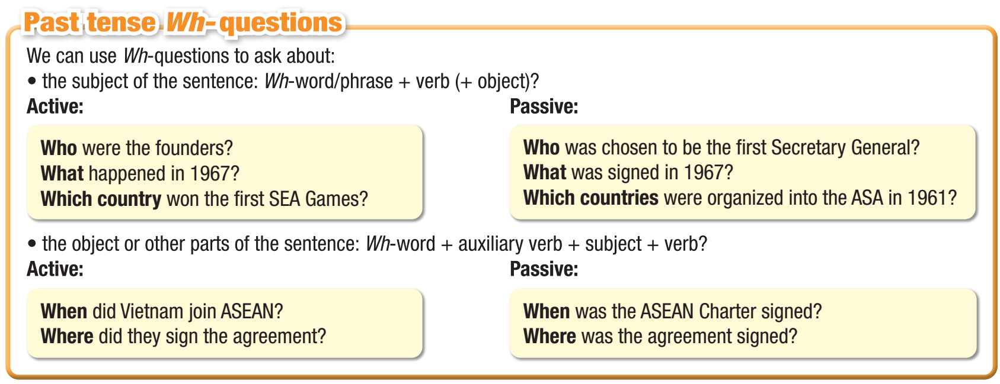 Past tense Wh- questions
We can use Wh-questions to ask about:
• the subject of the sentence: Wh-word/phrase + verb (+ object)?
Active:
Who were the founders?
What happened in 1967?
Which country won the first SEA Games?
Passive:
Who was chosen to be the first Secretary General?
What was signed in 1967?
Which countries were organized into the ASA in 1961?
• the object or other parts of the sentence: Wh-word + auxiliary verb + subject + verb?
Active:
When did Vietnam join ASEAN?
Where did they sign the agreement?
Passive:
When was the ASEAN Charter signed?
Where was the agreement signed?